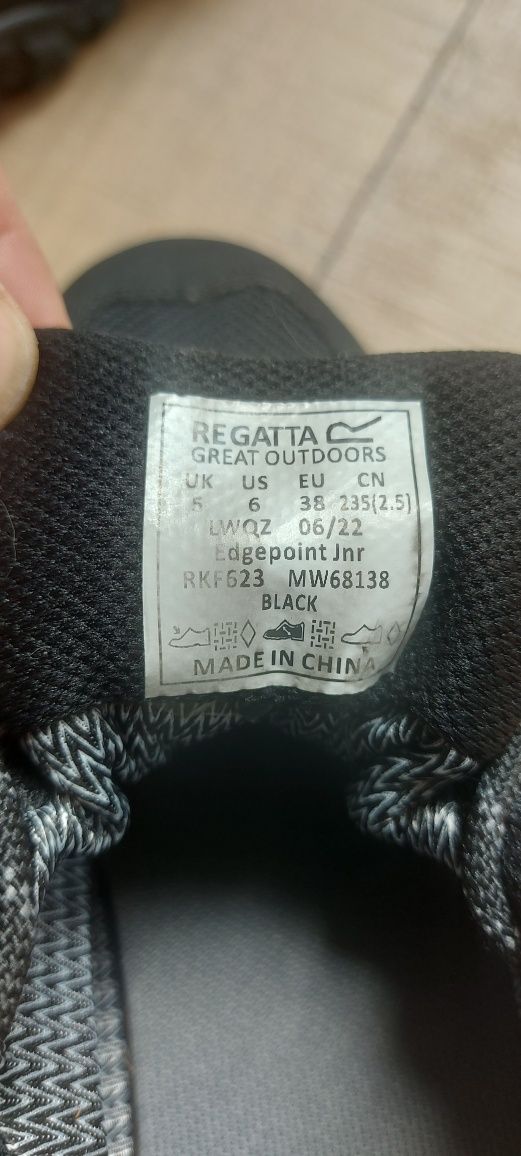 REGATTA
GREAT OUTDOORS
UK US EU CN
5 6 38 235(2.5)
LWQZ 06/22
Edgepoint Jnr
RKF623 MW68138
BLACK
MADE IN CHINA